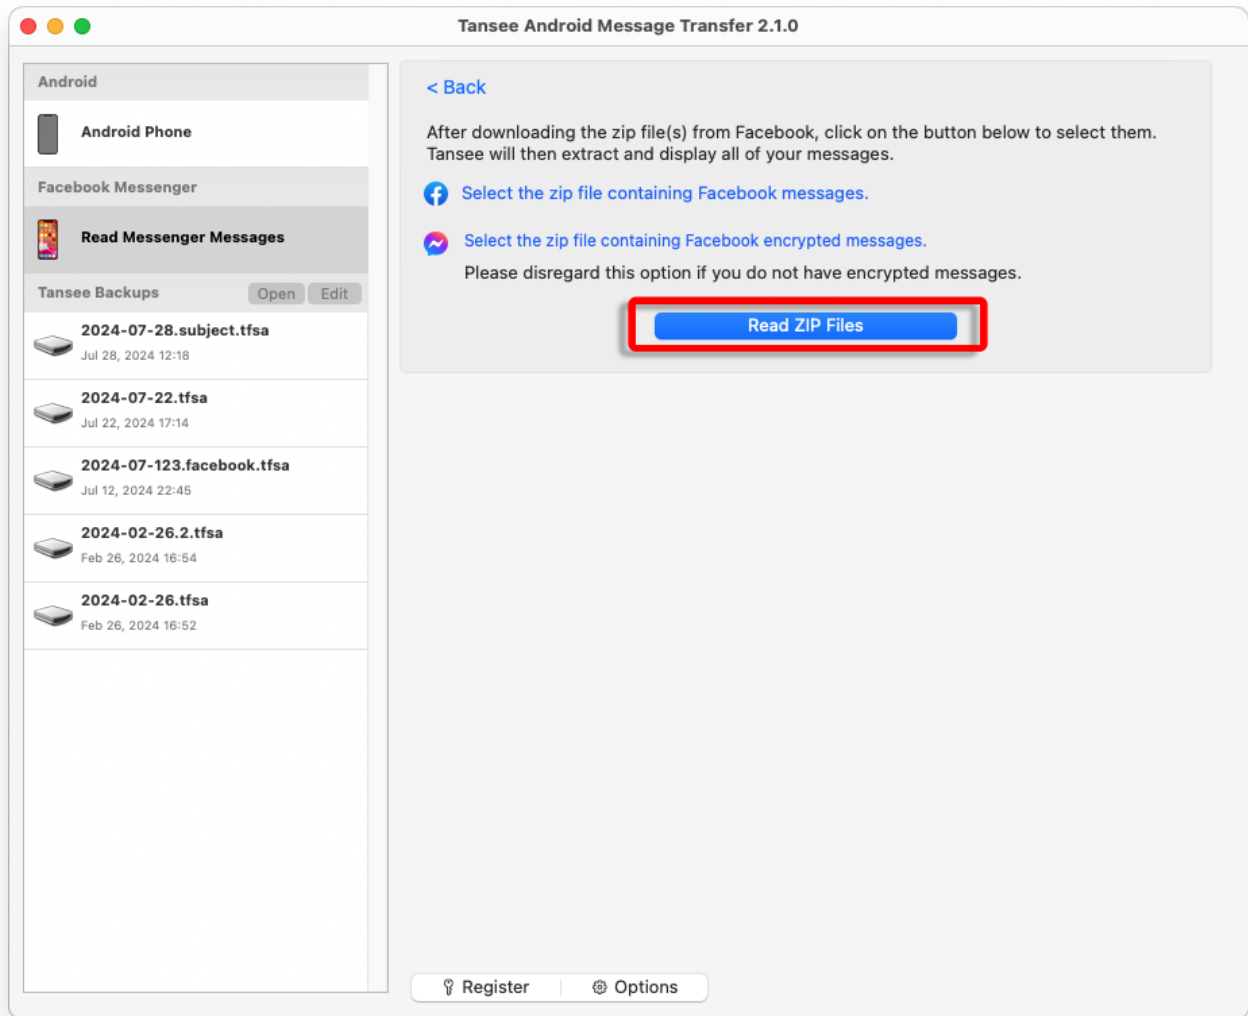 Tansee Android Message Transfer 2.1.0
Android
Android Phone
Facebook Messenger
Read Messenger Messages
Tansee Backups Open Edit
2024-07-28.subject.tfsa
Jul 28, 2024 12:18
2024-07-22.tfsa
Jul 22, 2024 17:14
2024-07-123.facebook.tfsa
Jul 12, 2024 22:45
2024-02-26.2.tfsa
Feb 26, 2024 16:54
2024-02-26.tfsa
Feb 26, 2024 16:52
< Back
After downloading the zip file(s) from Facebook, click on the button below to select them.
Tansee will then extract and display all of your messages.
Select the zip file containing Facebook messages.
Select the zip file containing Facebook encrypted messages.
Please disregard this option if you do not have encrypted messages.
Read ZIP Files
Register Options